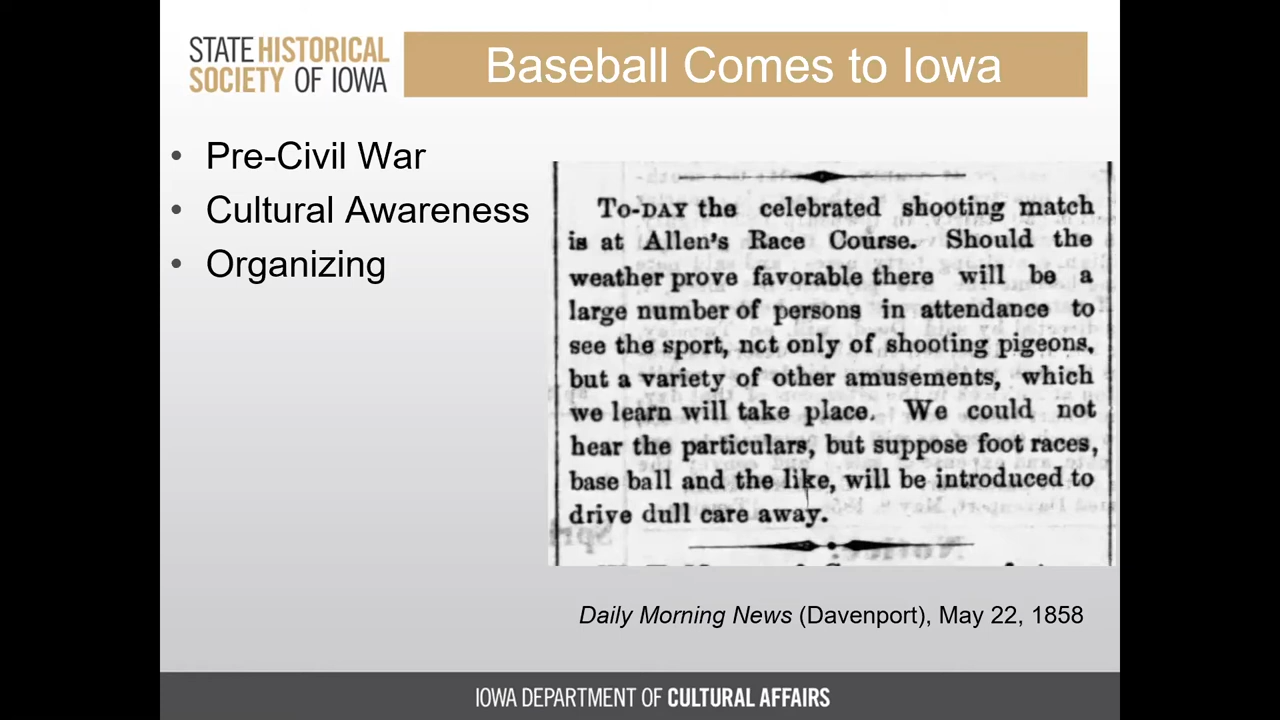 STATE HISTORICAL
SOCIETY OF IOWA
Baseball Comes to Iowa
• Pre-Civil War
• Cultural Awareness
• Organizing
To-DAY the celebrated shooting match
is at Allen's Race Course. Should the
weather prove favorable there will be a
large number of persons in attendance to
see the sport, not only of shooting pigeons,
but a variety of other amusements, which
we learn will take place. We could not
hear the particulars, but suppose foot races,
base ball and the like, will be introduced to
drive dull care away.
Daily Morning News (Davenport), May 22, 1858
IOWA DEPARTMENT OF CULTURAL AFFAIRS